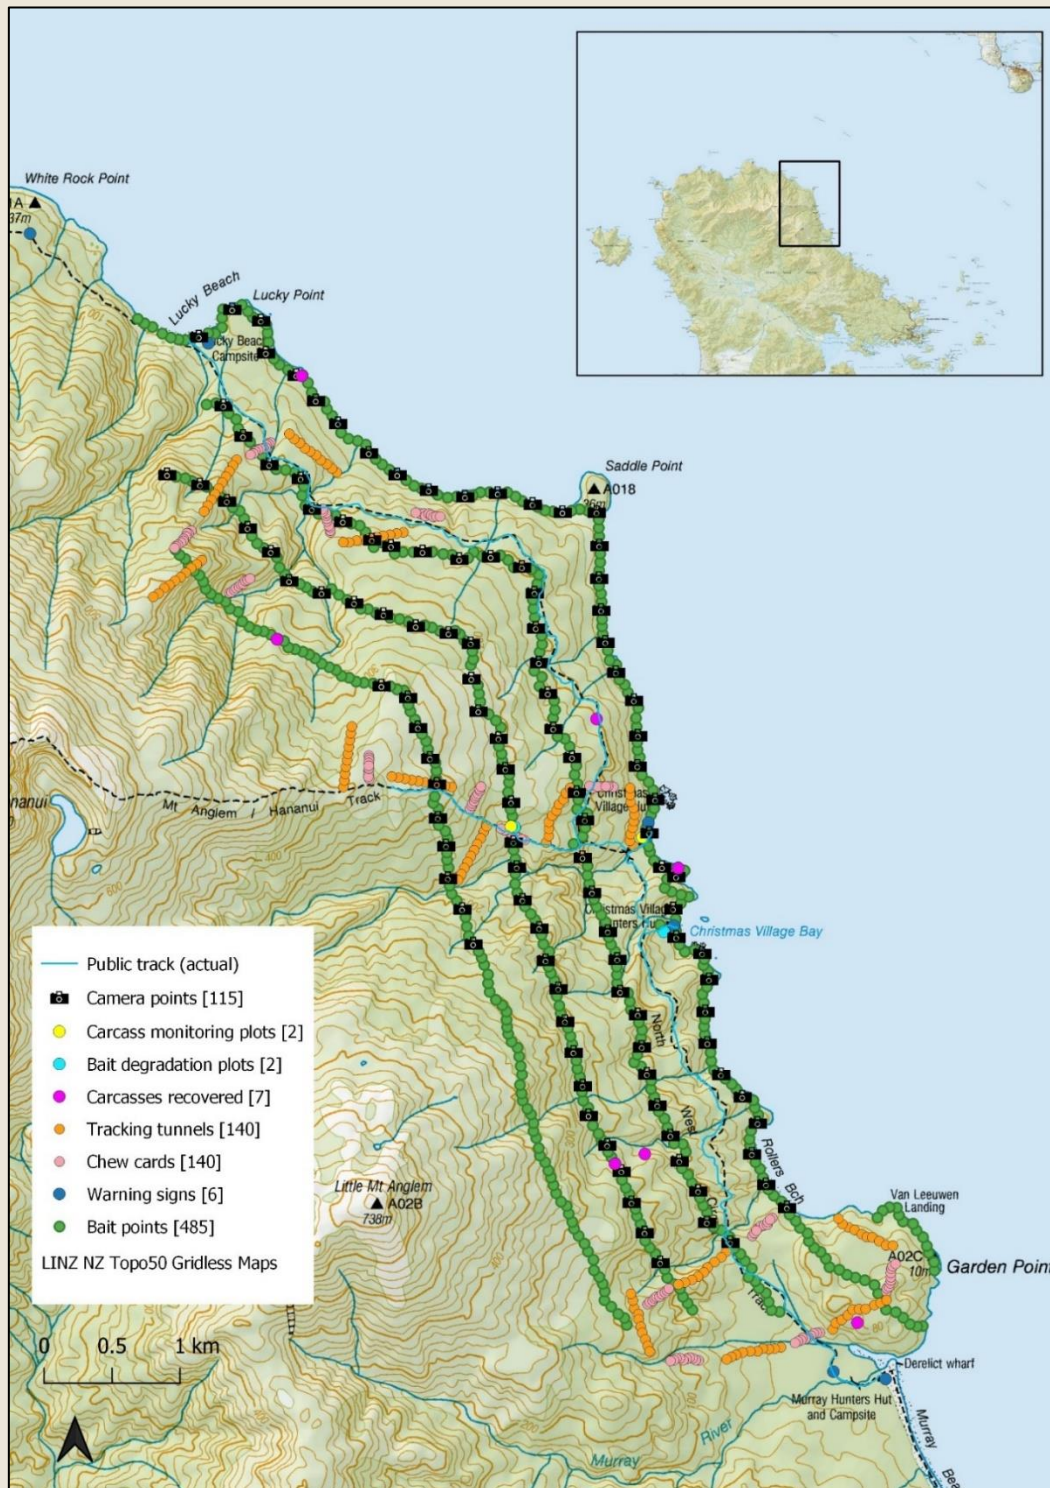 White Rock Point
37m
Lucky Beach
Lucky Point
Campsite
Saddle Point
A018
Mt Anglem / Hananui Track
Christmas Village Bay
North
West
Rollers Bch
Little Mt Anglem
A02B
738m
Van Leeuwen
Landing
A02C
10m
Garden Point
Derelict wharf
Murray Hunters Hut
and Campsite
Murray
River
Murray
Public track (actual)
Camera points [115]
Carcass monitoring plots [2]
Bait degradation plots [2]
Carcasses recovered [7]
Tracking tunnels [140]
Chew cards [140]
Warning signs [6]
Bait points [485]
LINZ NZ Topo50 Gridless Maps
0 0.5 1 km